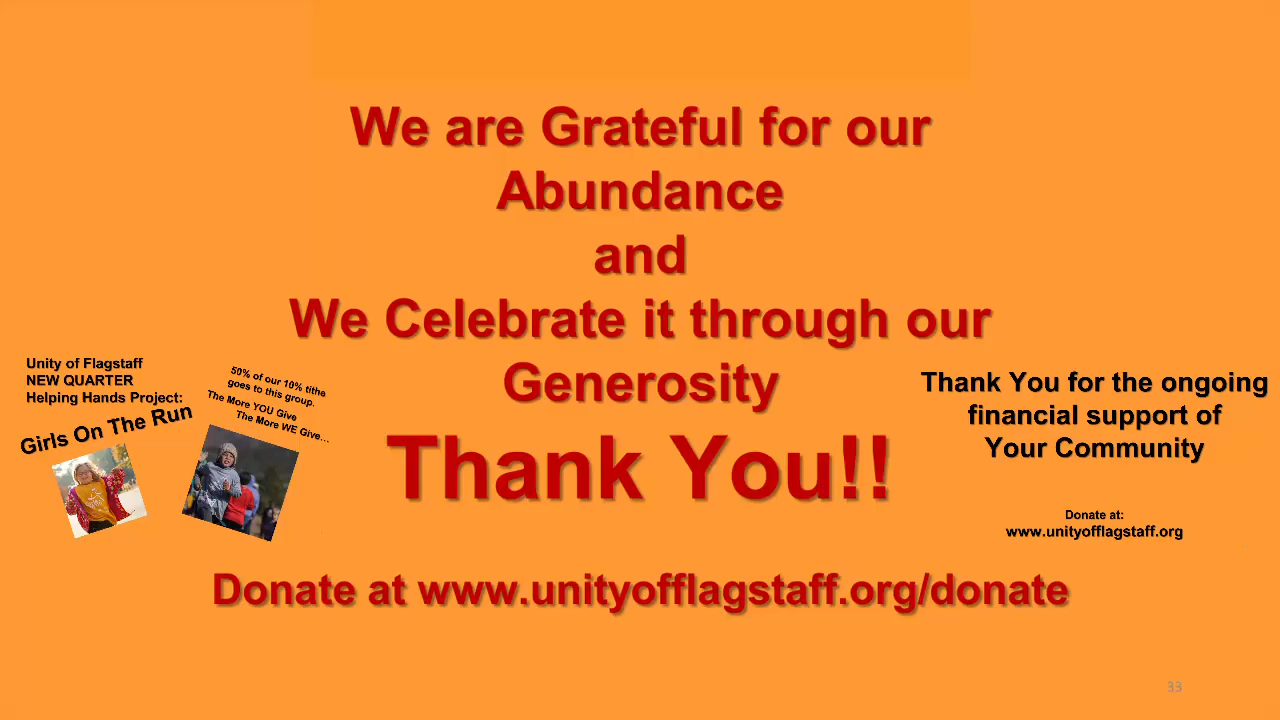 We are Grateful for our
Abundance
and
We Celebrate it through our
Generosity
Thank You!!
Unity of Flagstaff
NEW QUARTER
Helping Hands Project:
Girls On The Run
50% of our 10% tithe
goes to this group.
The More YOU Give
The More WE Give...
Thank You for the ongoing
financial support of
Your Community
Donate at:
www.unityofflagstaff.org
Donate at www.unityofflagstaff.org/donate
33